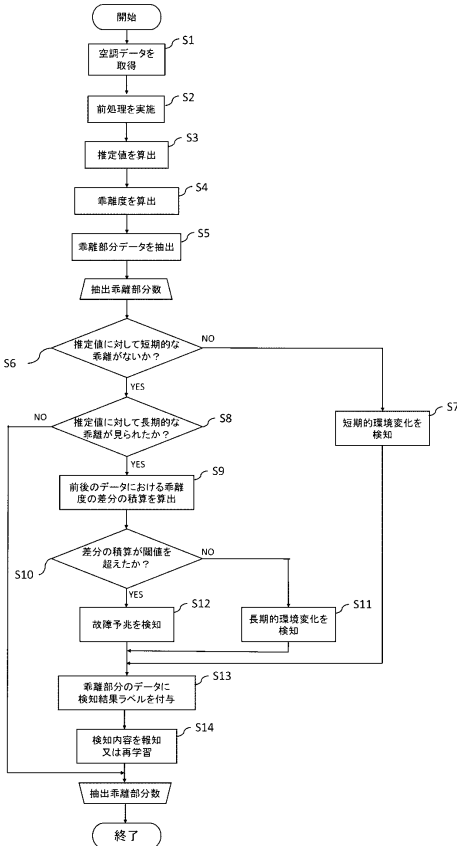 開始
空調データを
取得
S1
前処理を実施
S2
推定値を算出
S3
乖離度を算出
S4
乖離部分データを抽出
S5
抽出乖離部分数
推定値に対して短期的な
乖離がないか？
S6
NO
YES
短期的環境変化を
検知
S7
推定値に対して長期的な
乖離が見られたか？
S8
NO
YES
前後のデータにおける乖離
度の差分の積算を算出
S9
差分の積算が閾値を
超えたか？
S10
NO
YES
故障予兆を検知
S12
長期的環境変化を
検知
S11
乖離部分のデータに
検知結果ラベルを付与
S13
検知内容を報知
又は再学習
S14
抽出乖離部分数
終了